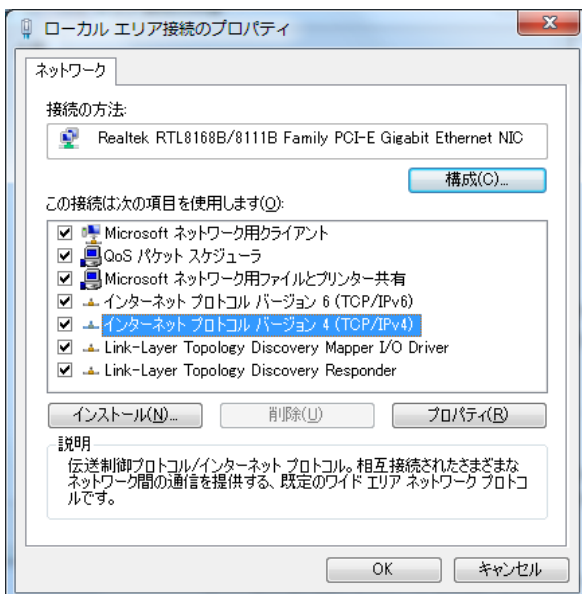 ローカル エリア接続のプロパティ
X
ネットワーク
接続の方法:
Realtek RTL8168B/8111B Family PCI-E Gigabit Ethernet NIC
構成(C)...
この接続は次の項目を使用します(O):
Microsoft ネットワーク用クライアント
QoS パケット スケジューラ
Microsoft ネットワーク用ファイルとプリンター共有
インターネット プロトコル バージョン 6 (TCP/IPv6)
インターネット プロトコル バージョン 4 (TCP/IPv4)
Link-Layer Topology Discovery Mapper I/O Driver
Link-Layer Topology Discovery Responder
インストール(N)... 削除(U) プロパティ(R)
説明
伝送制御プロトコル/インターネット プロトコル。相互接続されたさまざまな
ネットワーク間の通信を提供する、既定のワイド エリア ネットワーク プロトコ
ルです。
OK キャンセル